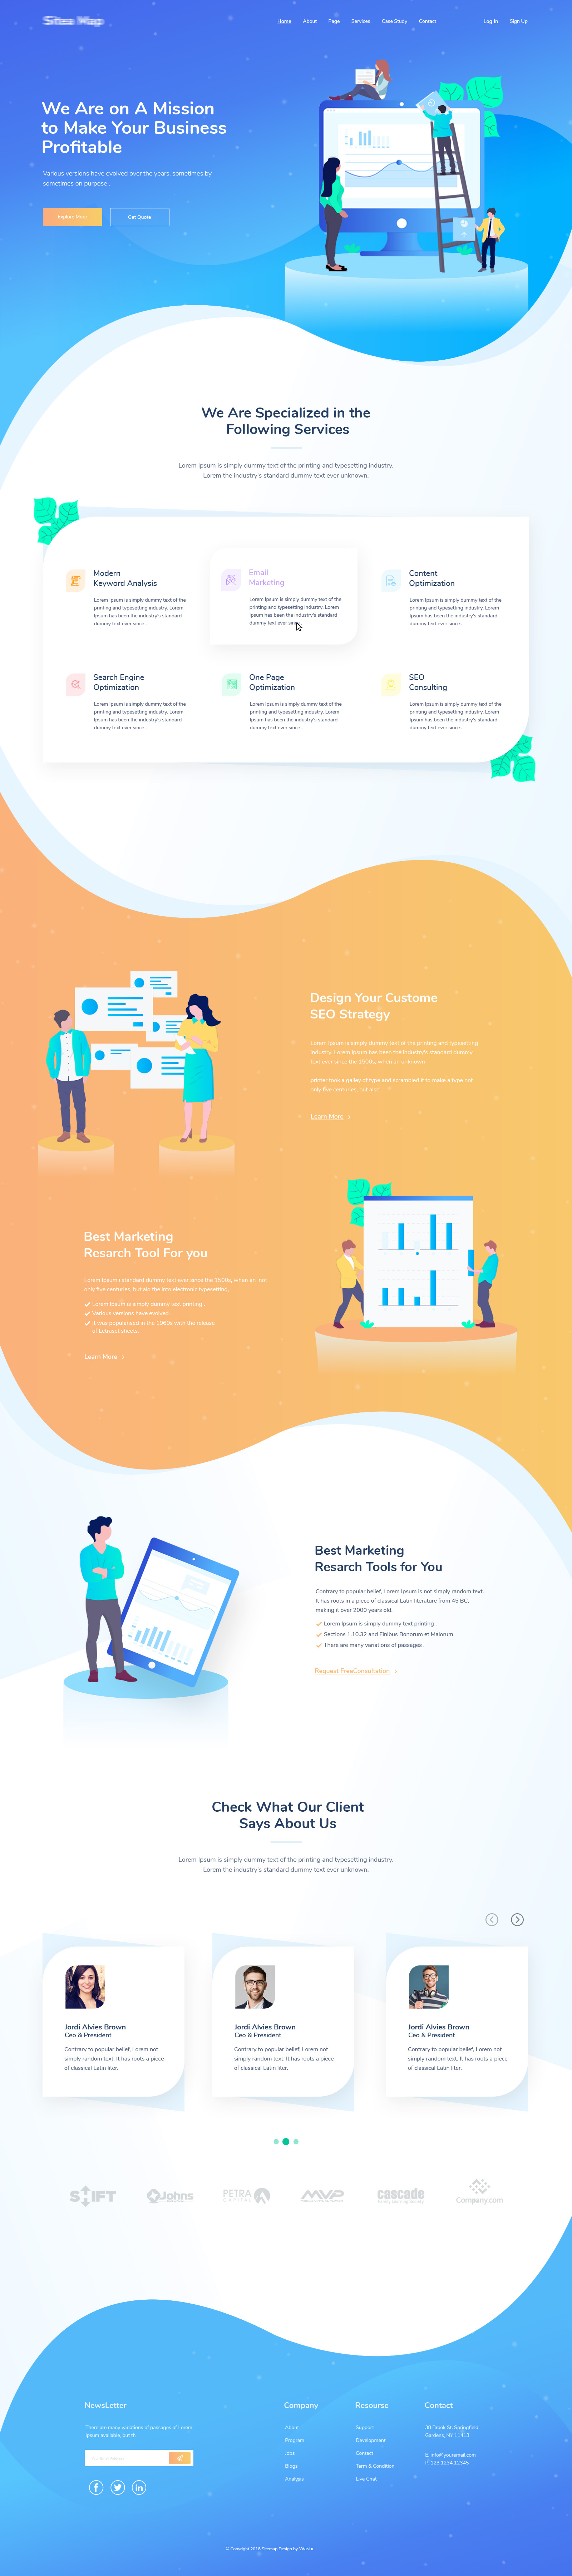 Home About Page Services Case Study Contact Log in Sign Up
We Are on A Mission
to Make Your Business
Profitable
Various versions have evolved over the years, sometimes by
sometimes on purpose .
Explore More Get Quote
We Are Specialized in the
Following Services
Lorem Ipsum is simply dummy text of the printing and typesetting industry.
Lorem the industry's standard dummy text ever unknown.
Modern
Keyword Analysis
Lorem Ipsum is simply dummy text of the
printing and typesetting industry. Lorem
Ipsum has been the industry's standard
dummy text ever since .
Email
Marketing
Lorem Ipsum is simply dummy text of the
printing and typesetting industry. Lorem
Ipsum has been the industry's standard
dummy text ever since
Content
Optimization
Lorem Ipsum is simply dummy text of the
printing and typesetting industry. Lorem
Ipsum has been the industry's standard
dummy text ever since .
Search Engine
Optimization
Lorem Ipsum is simply dummy text of the
printing and typesetting industry. Lorem
Ipsum has been the industry's standard
dummy text ever since .
One Page
Optimization
Lorem Ipsum is simply dummy text of the
printing and typesetting industry. Lorem
Ipsum has been the industry's standard
dummy text ever since .
SEO
Consulting
Lorem Ipsum is simply dummy text of the
printing and typesetting industry. Lorem
Ipsum has been the industry's standard
dummy text ever since .
Design Your Custome
SEO Strategy
Lorem Ipsum is simply dummy text of the printing and typesetting
industry. Lorem Ipsum has been the industry's standard dummy
text ever since the 1500s, when an unknown
printer took a galley of type and scrambled it to make a type not
only five centuries, but also
Learn More
Best Marketing
Resarch Tool For you
Lorem Ipsum i standard dummy text ever since the 1500s, when an not
only five centuries, but als the into electronic typesetting,
Lorem Ipsum is simply dummy text printing .
Various versions have evolved .
It was popularised in the 1960s with the release
of Letraset sheets.
Learn More
Best Marketing
Resarch Tools for You
Contrary to popular belief, Lorem Ipsum is not simply random text.
It has roots in a piece of classical Latin literature from 45 BC,
making it over 2000 years old.
Lorem Ipsum is simply dummy text printing .
Sections 1.10.32 and Finibus Bonorum et Malorum
There are many variations of passages .
Request FreeConsultation
Check What Our Client
Says About Us
Lorem Ipsum is simply dummy text of the printing and typesetting industry.
Lorem the industry's standard dummy text ever unknown.
Jordi Alvies Brown
Ceo & President
Contrary to popular belief, Lorem not
simply random text. It has roots a piece
of classical Latin liter.
Jordi Alvies Brown
Ceo & President
Contrary to popular belief, Lorem not
simply random text. It has roots a piece
of classical Latin liter.
Jordi Alvies Brown
Ceo & President
Contrary to popular belief, Lorem not
simply random text. It has roots a piece
of classical Latin liter.
SHIFT Johns PETRA MVP cascade Company.com
NewsLetter
There are many variations of passages of Lorem
Ipsum available, but th
Company
About
Program
Jobs
Blogs
Analysis
Resourse
Support
Development
Contact
Term & Condition
Live Chat
Contact
38 Break St. Springfield
Gardens, NY 11413
E: info@youremail.com
P: 123.1234.12345
© Copyright 2019 Sitemap Design by Washi